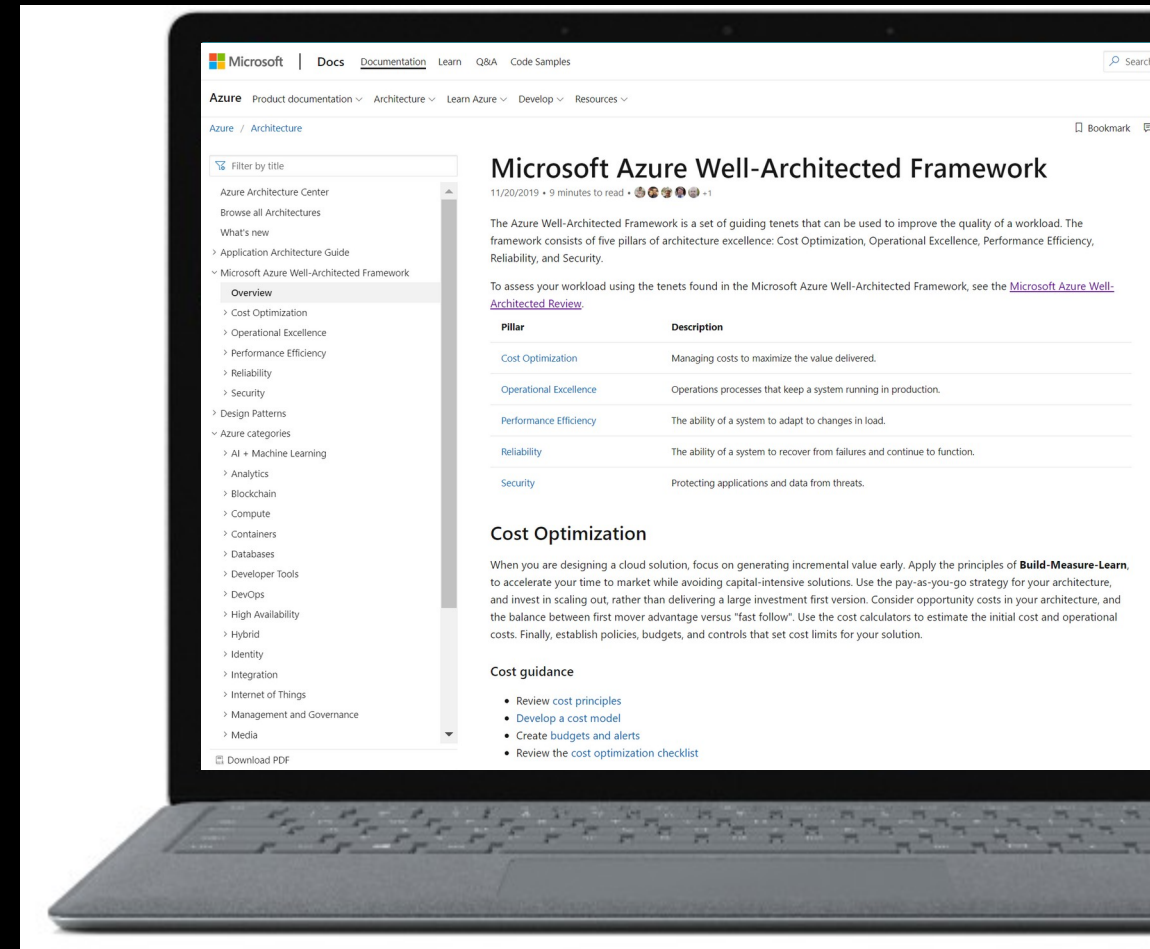 Microsoft | Docs Documentation Learn Q&A Code Samples
Search
Azure Product documentation Architecture Learn Azure Develop Resources
Azure / Architecture
Bookmark
Filter by title
Azure Architecture Center
Browse all Architectures
What's new
Application Architecture Guide
Microsoft Azure Well-Architected Framework
Overview
Cost Optimization
Operational Excellence
Performance Efficiency
Reliability
Security
Design Patterns
Azure categories
AI + Machine Learning
Analytics
Blockchain
Compute
Containers
Databases
Developer Tools
DevOps
High Availability
Hybrid
Identity
Integration
Internet of Things
Management and Governance
Media
Download PDF
Microsoft Azure Well-Architected Framework
11/20/2019 • 9 minutes to read • +1
The Azure Well-Architected Framework is a set of guiding tenets that can be used to improve the quality of a workload. The
framework consists of five pillars of architecture excellence: Cost Optimization, Operational Excellence, Performance Efficiency,
Reliability, and Security.
To assess your workload using the tenets found in the Microsoft Azure Well-Architected Framework, see the Microsoft Azure Well-
Architected Review.
Pillar Description
Cost Optimization Managing costs to maximize the value delivered.
Operational Excellence Operations processes that keep a system running in production.
Performance Efficiency The ability of a system to adapt to changes in load.
Reliability The ability of a system to recover from failures and continue to function.
Security Protecting applications and data from threats.
Cost Optimization
When you are designing a cloud solution, focus on generating incremental value early. Apply the principles of Build-Measure-Learn,
to accelerate your time to market while avoiding capital-intensive solutions. Use the pay-as-you-go strategy for your architecture,
and invest in scaling out, rather than delivering a large investment first version. Consider opportunity costs in your architecture, and
the balance between first mover advantage versus "fast follow". Use the cost calculators to estimate the initial cost and operational
costs. Finally, establish policies, budgets, and controls that set cost limits for your solution.
Cost guidance
• Review cost principles
• Develop a cost model
• Create budgets and alerts
• Review the cost optimization checklist